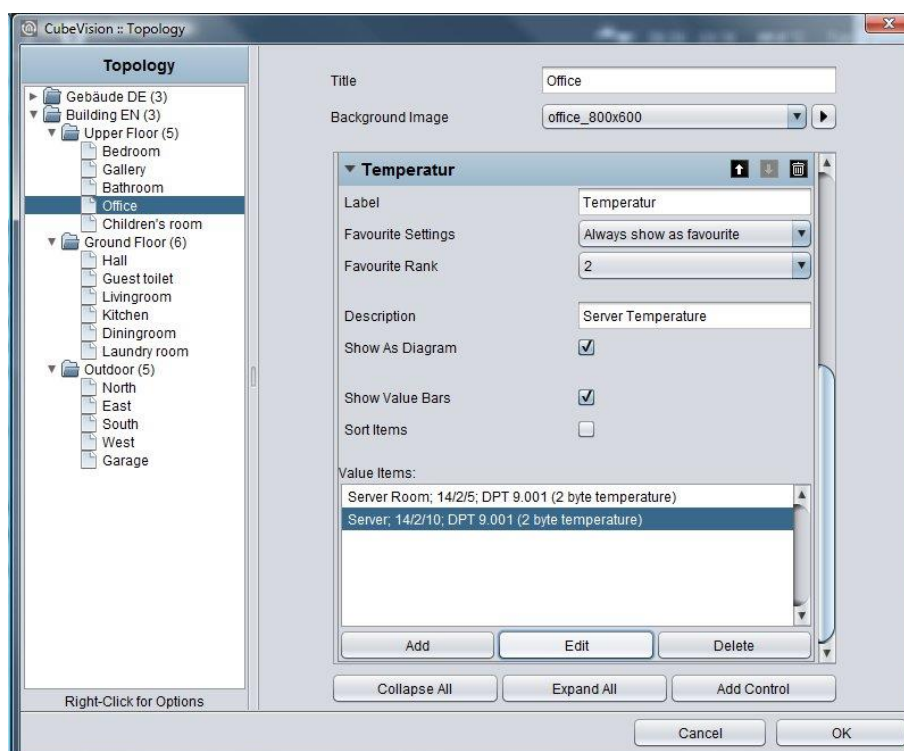 CubeVision :: Topology
Topology
Gebäude DE (3)
Building EN (3)
Upper Floor (5)
Bedroom
Gallery
Bathroom
Office
Children's room
Ground Floor (6)
Hall
Guest toilet
Livingroom
Kitchen
Diningroom
Laundry room
Outdoor (5)
North
East
South
West
Garage
Right-Click for Options
Title Office
Background Image office_800x600
Temperatur
Label Temperatur
Favourite Settings Always show as favourite
Favourite Rank 2
Description Server Temperature
Show As Diagram
Show Value Bars
Sort Items
Value Items:
Server Room; 14/2/5; DPT 9.001 (2 byte temperature)
Server; 14/2/10; DPT 9.001 (2 byte temperature)
Add Edit Delete
Collapse All Expand All Add Control
Cancel OK